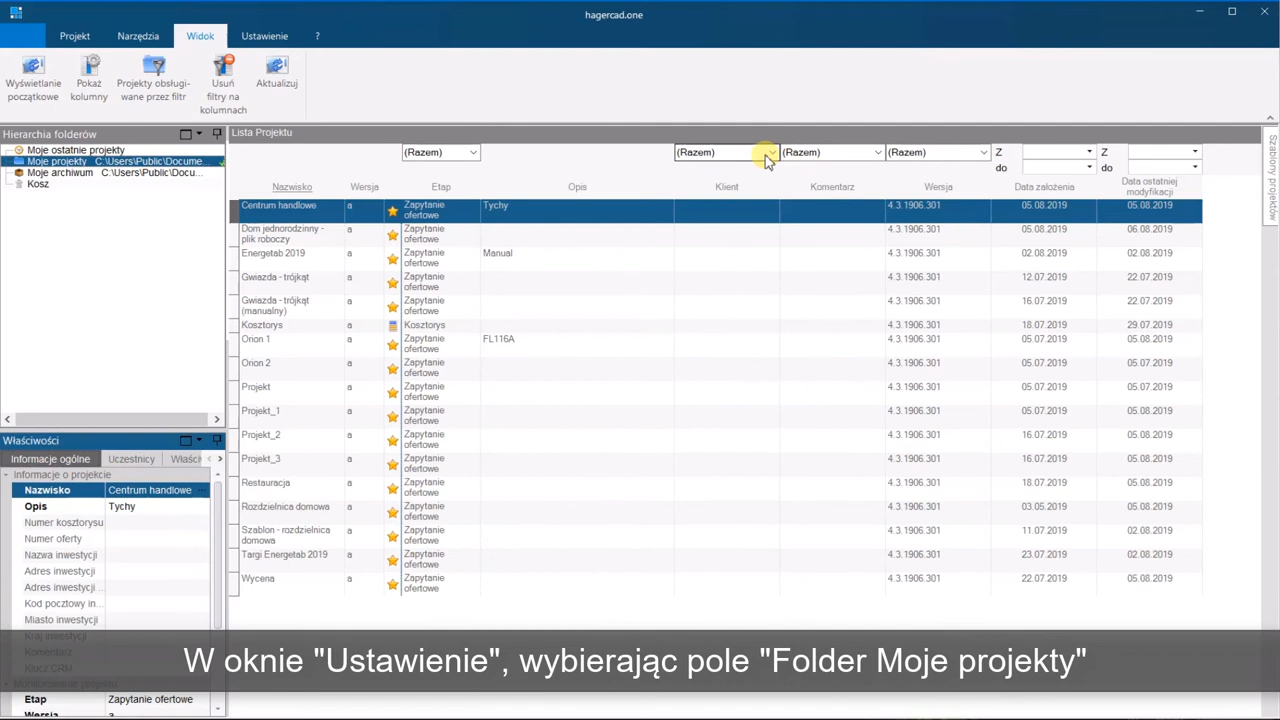 hagercad.one
Projekt Narzędzia Widok Ustawienie ?
Wyświetlanie początkowe
Pokaż kolumny
Projekty obsługi-wane przez filtr
Usuń filtry na kolumnach
Aktualizuj
Hierarchia folderów
Moje ostatnie projekty
Moje projekty C:\Users\Public\Docume...
Moje archiwum C:\Users\Public\Docu...
Kosz
Lista Projektu
(Razem) (Razem) (Razem) (Razem) Z Z
do do
Nazwisko Wersja Etap Opis Klient Komentarz Wersja Data założenia Data ostatniej modyfikacji
Centrum handlowe a Zapytanie ofertowe Tychy 4.3.1906.301 05.08.2019 05.08.2019
Dom jednorodzinny - plik roboczy a Zapytanie ofertowe 4.3.1906.301 05.08.2019 06.08.2019
Energetab 2019 a Zapytanie ofertowe Manual 4.3.1906.301 02.08.2019 02.08.2019
Gwiazda - trójkąt a Zapytanie ofertowe 4.3.1906.301 12.07.2019 22.07.2019
Gwiazda - trójkąt (manualny) a Zapytanie ofertowe 4.3.1906.301 16.07.2019 22.07.2019
Kosztorys a Kosztorys 4.3.1906.301 18.07.2019 29.07.2019
Orion 1 a Zapytanie ofertowe FL116A 4.3.1906.301 05.07.2019 05.07.2019
Orion 2 a Zapytanie ofertowe 4.3.1906.301 05.07.2019 05.07.2019
Projekt a Zapytanie ofertowe 4.3.1906.301 05.07.2019 05.07.2019
Projekt_1 a Zapytanie ofertowe 4.3.1906.301 05.07.2019 05.07.2019
Projekt_2 a Zapytanie ofertowe 4.3.1906.301 16.07.2019 22.07.2019
Projekt_3 a Zapytanie ofertowe 4.3.1906.301 16.07.2019 16.07.2019
Restauracja a Zapytanie ofertowe 4.3.1906.301 18.07.2019 05.08.2019
Rozdzielnica domowa a Zapytanie ofertowe 4.3.1906.301 03.05.2019 05.08.2019
Szablon - rozdzielnica domowa a Zapytanie ofertowe 4.3.1906.301 11.07.2019 02.08.2019
Targi Energetab 2019 a Zapytanie ofertowe 4.3.1906.301 23.07.2019 02.08.2019
Wycena a Zapytanie ofertowe 4.3.1906.301 22.07.2019 05.08.2019
Szablony projektów
Właściwości
Informacje ogólne Uczestnicy Właści
Informacje o projekcie
Nazwisko Centrum handlowe ...
Opis Tychy
Numer kosztorysu
Numer oferty
Nazwa inwestycji
Adres inwestycji
Adres inwestycji ...
Kod pocztowy in...
Miasto inwestycji
Kraj inwestycji
Komentarz
Klucz CRM
Monitorowanie projektu
Etap Zapytanie ofertowe
Wersja a
W oknie "Ustawienie", wybierając pole "Folder Moje projekty"